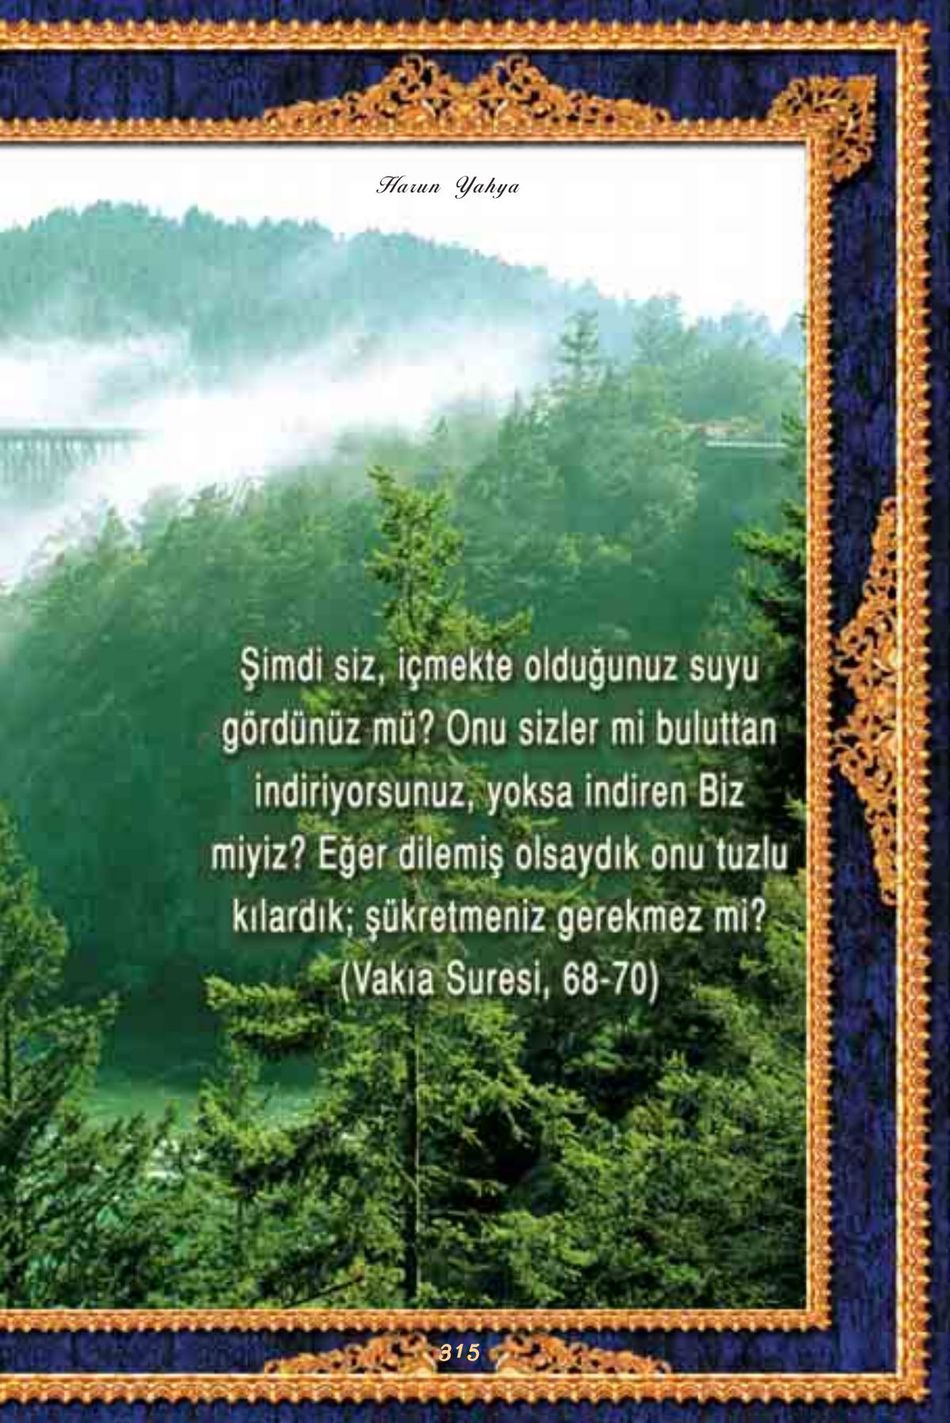 Harun Yahya
Şimdi siz, içmekte olduğunuz suyu
gördünüz mü? Onu sizler mi buluttan
indiriyorsunuz, yoksa indiren Biz
miyiz? Eğer dilemiş olsaydık onu tuzlu
kılardık; şükretmeniz gerekmez mi?
(Vakıa Suresi, 68-70)
315